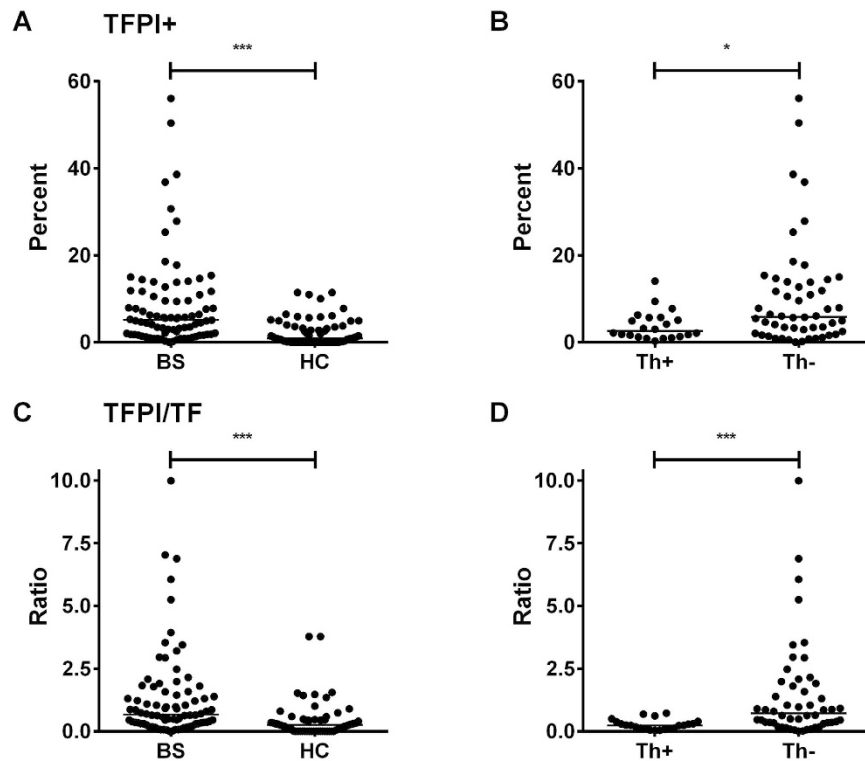 A TFPI+
***
Percent
60
40
20
0
BS HC
B
*
Percent
60
40
20
0
Th+ Th-
C TFPI/TF
***
Ratio
10.0
7.5
5.0
2.5
0.0
BS HC
D
***
Ratio
10.0
7.5
5.0
2.5
0.0
Th+ Th-